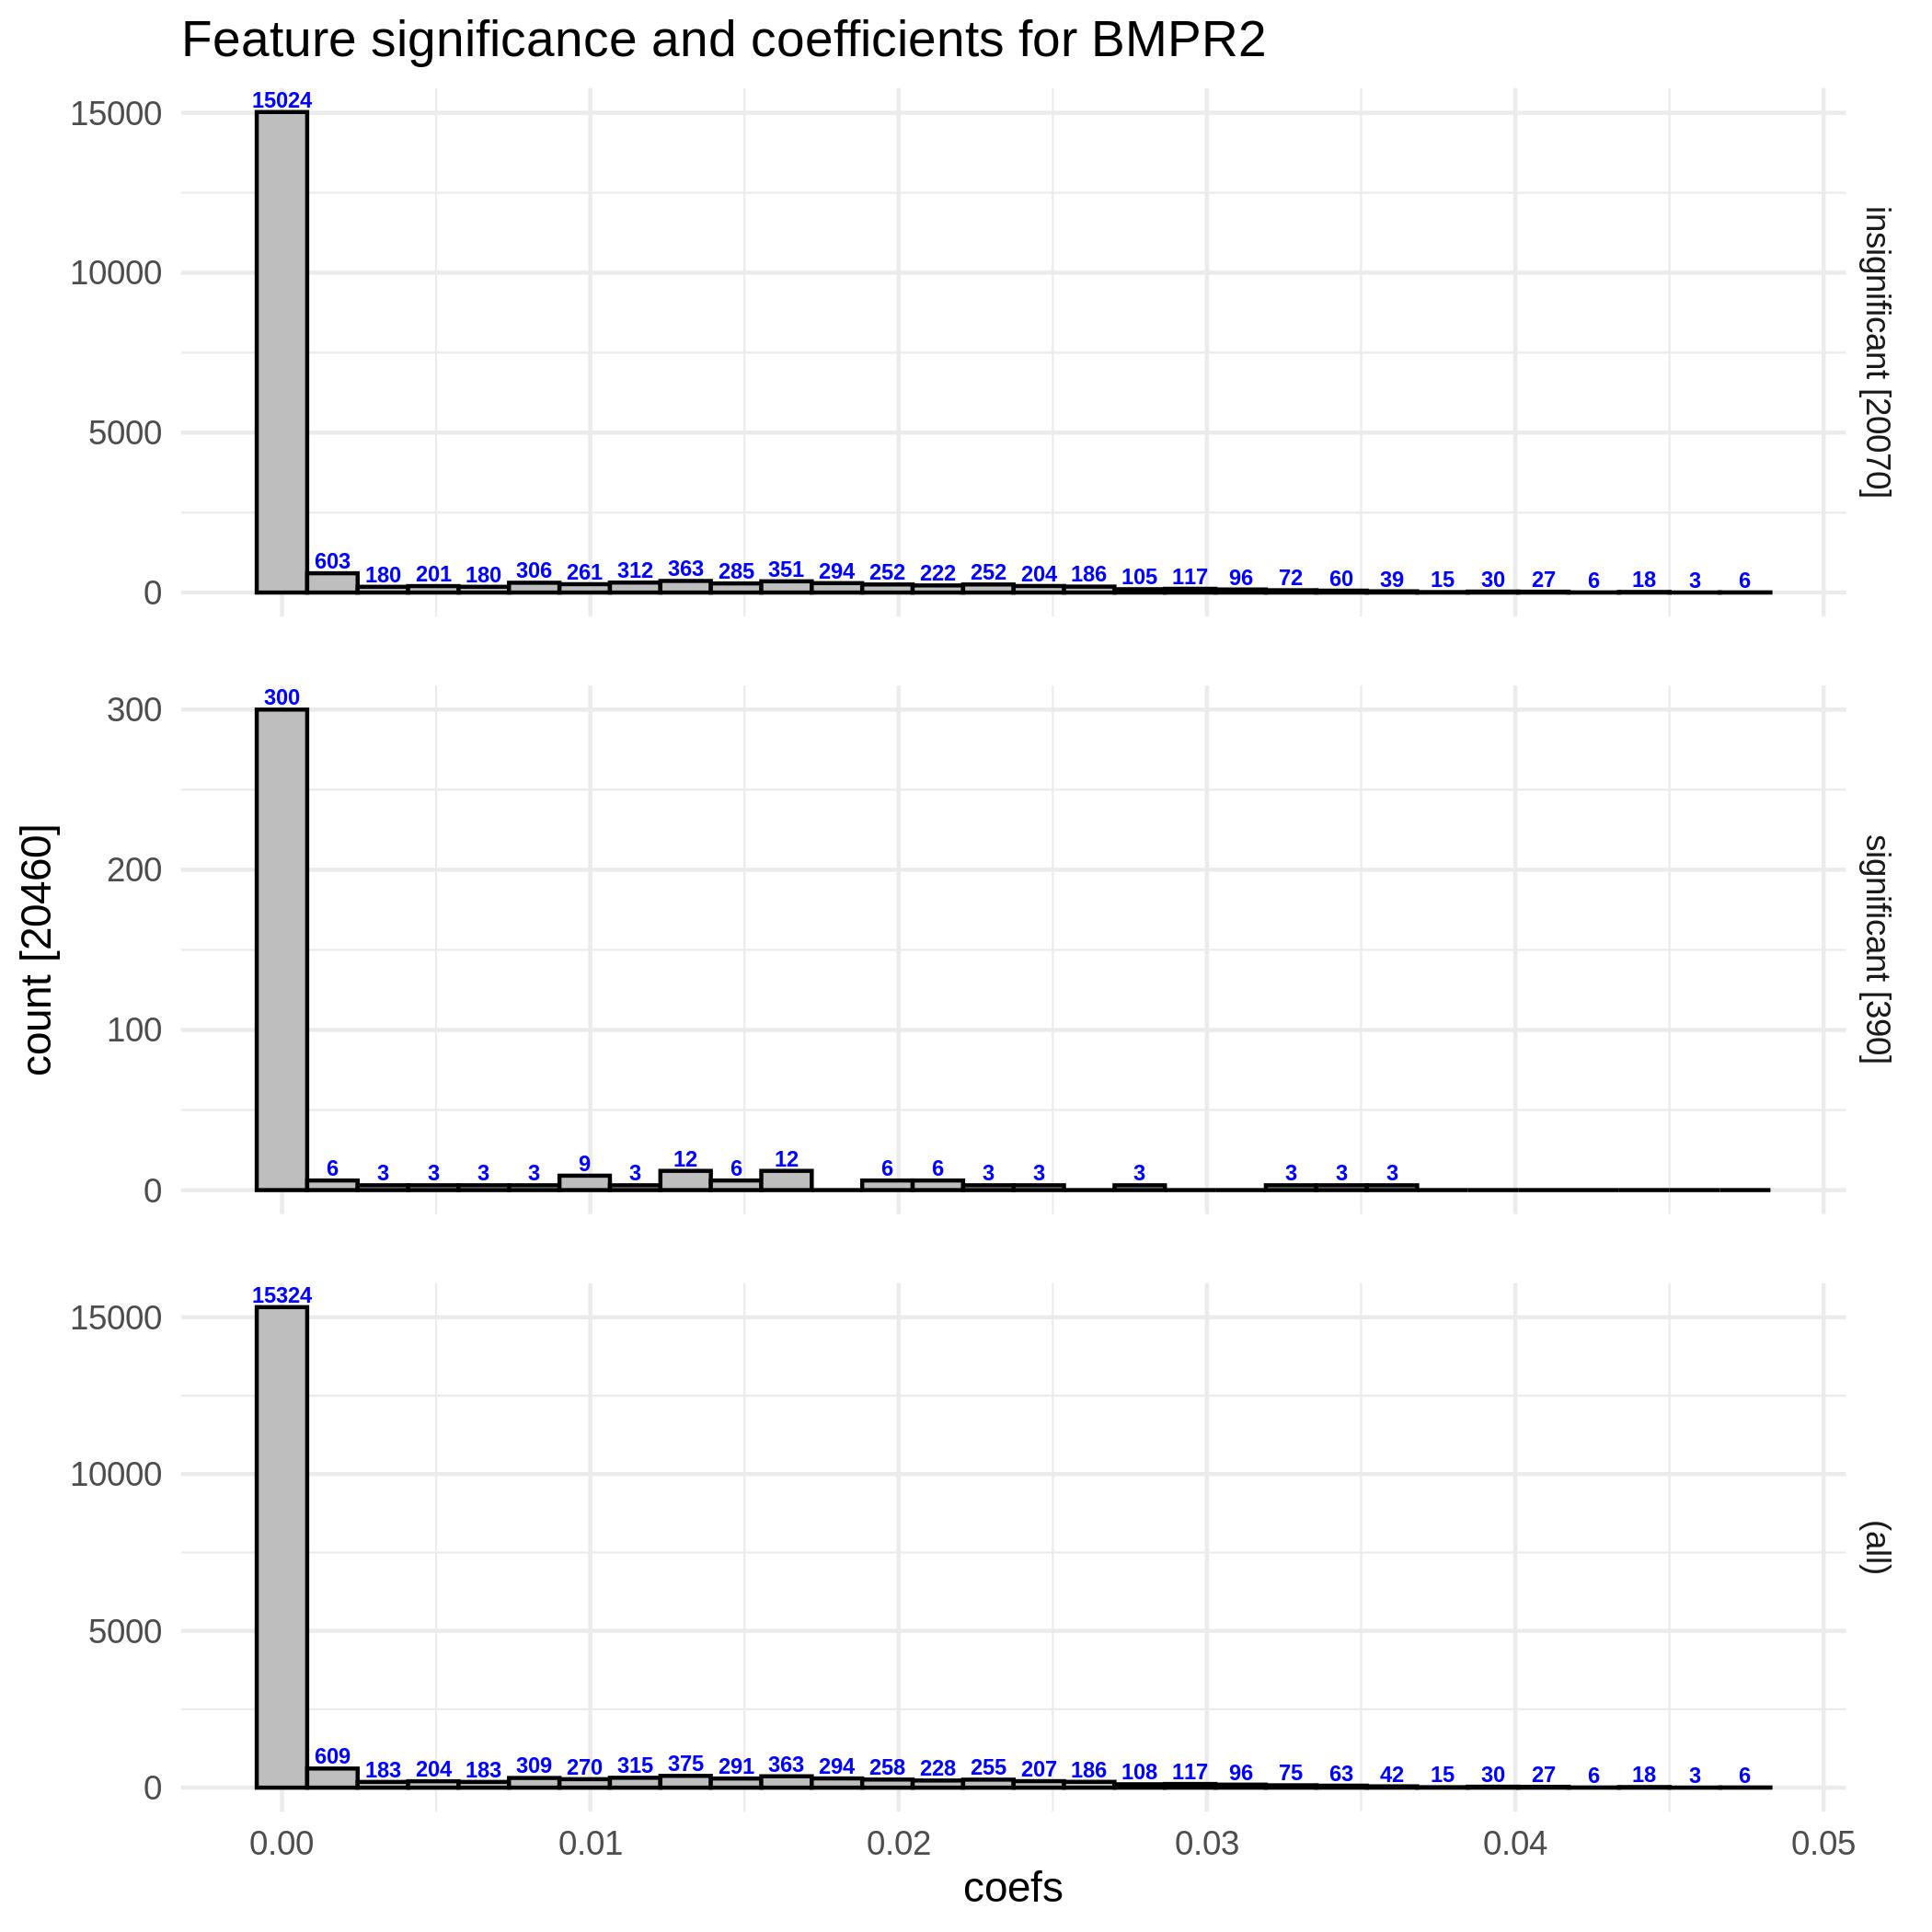 Feature significance and coefficients for BMPR2
count [20460]
15000
10000
5000
0
15024
603 180 201 180 306 261 312 363 285 351 294 252 222 252 204 186 105 117 96 72 60 39 15 30 27 6 18 3 6
insignificant [20070]
300
200
100
0
300
6 3 3 3 3 9 3 12 6 12 6 6 3 3 3 3 3 3
significant [390]
15000
10000
5000
0
15324
609 183 204 183 309 270 315 375 291 363 294 258 228 255 207 186 108 117 96 75 63 42 15 30 27 6 18 3 6
(all)
0.00 0.01 0.02 0.03 0.04 0.05
coefs